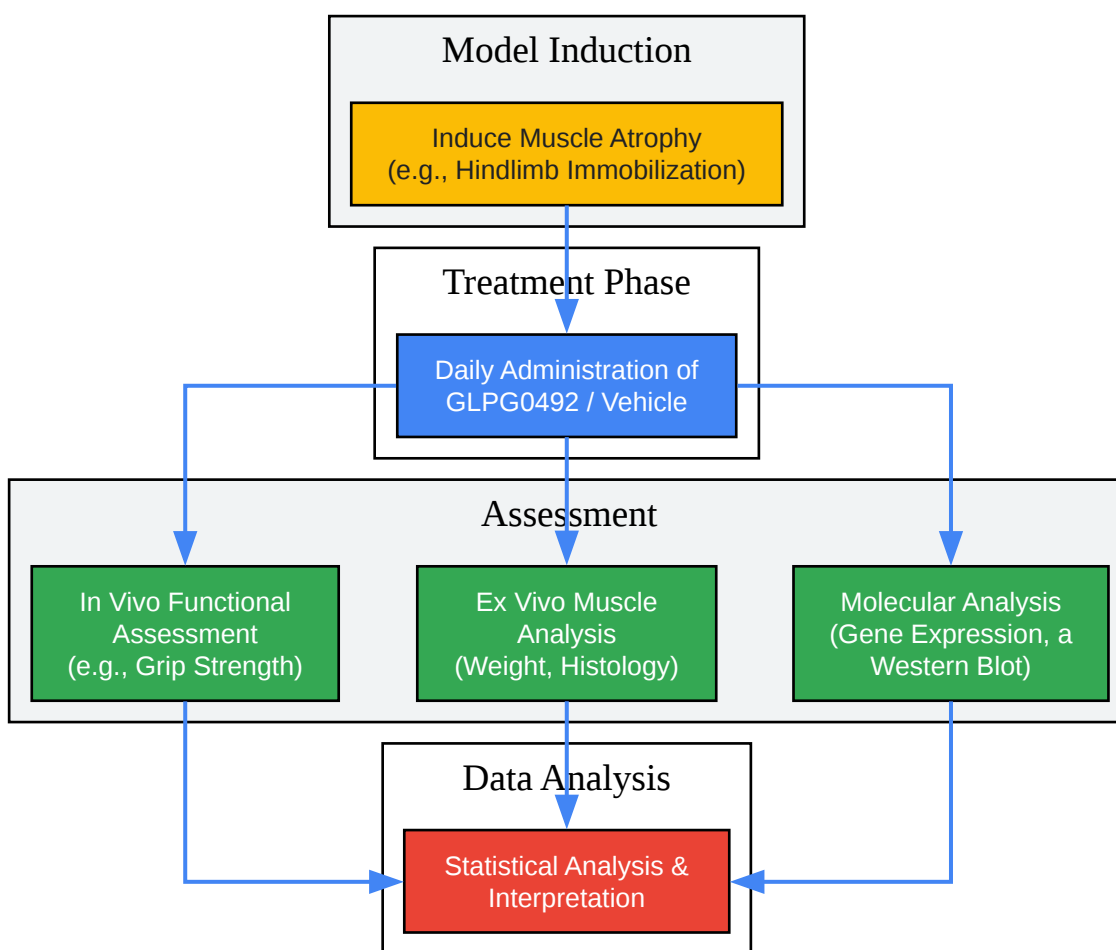 Model Induction
Induce Muscle Atrophy
(e.g., Hindlimb Immobilization)
Treatment Phase
Daily Administration of
GLPG0492 / Vehicle
Assessment
In Vivo Functional
Assessment
(e.g., Grip Strength)
Ex Vivo Muscle
Analysis
(Weight, Histology)
Molecular Analysis
(Gene Expression, a
Western Blot)
Data Analysis
Statistical Analysis &
Interpretation